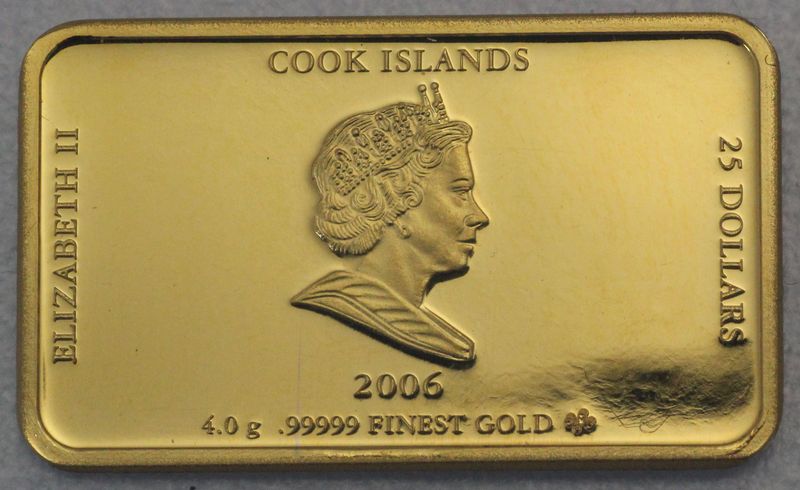 COOK ISLANDS
ELIZABETH II
25 DOLLARS
2006
4.0 g .99999 FINEST GOLD